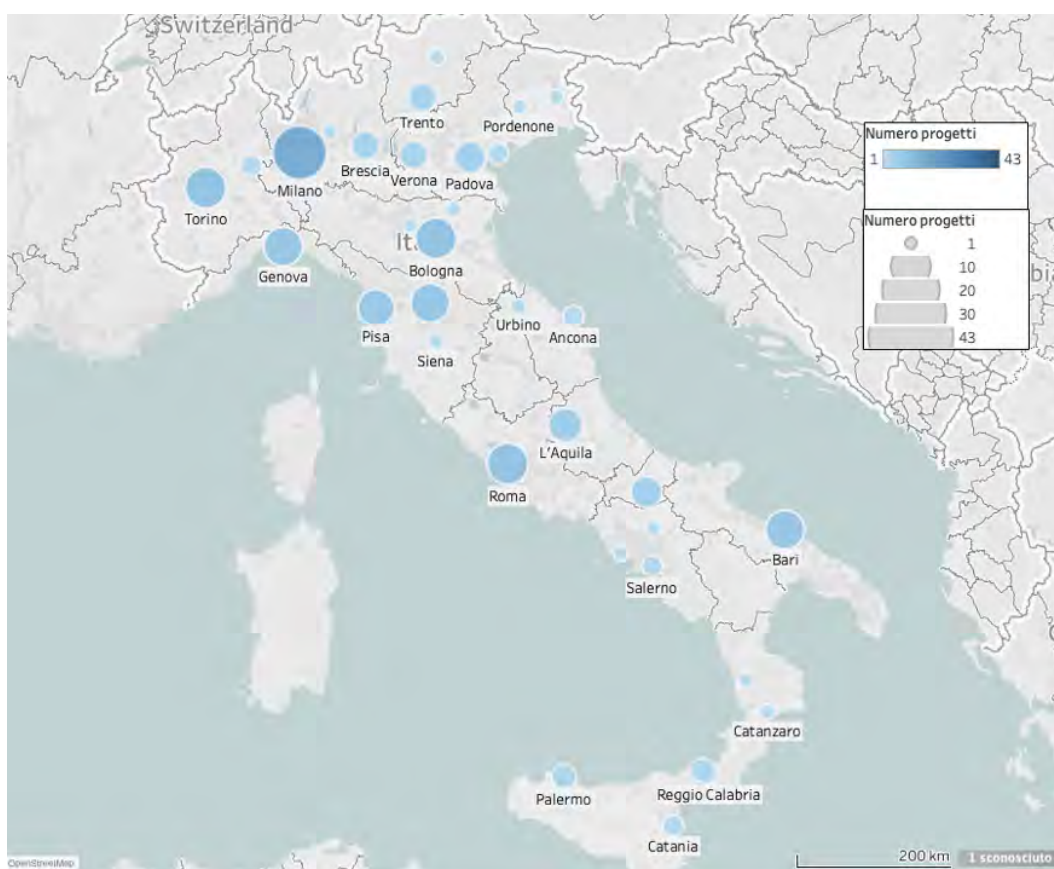 Switzerland
Trento
Pordenone
Brescia
Verona
Padova
Milano
Torino
It
Bologna
Genova
Pisa
Urbino
Ancona
Siena
L'Aquila
Roma
Bari
Salerno
Catanzaro
Palermo
Reggio Calabria
Catania
Numero progetti
1 43
Numero progetti
1
10
20
30
43
OpenStreetMap
200 km
1 sconosciuto